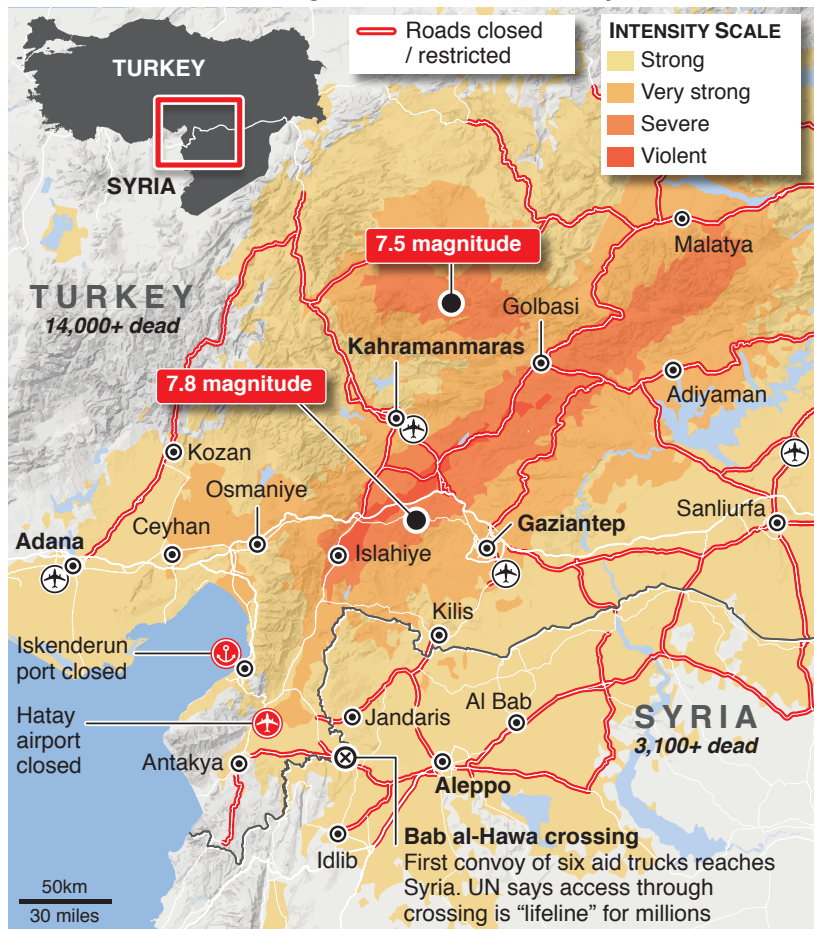 Roads closed
/ restricted
INTENSITY SCALE
Strong
Very strong
Severe
Violent
TURKEY
SYRIA
7.5 magnitude
Malatya
TURKEY
14,000+ dead
Golbasi
Kahramanmaras
7.8 magnitude
Adiyaman
Kozan
Osmaniye
Sanliurfa
Ceyhan
Gaziantep
Adana
Islahiye
Kilis
Iskenderun
port closed
Al Bab
Hatay
airport
closed
Jandaris
SYRIA
3,100+ dead
Antakya
Aleppo
Idlib
Bab al-Hawa crossing
First convoy of six aid trucks reaches
Syria. UN says access through
crossing is “lifeline” for millions
50km
30 miles